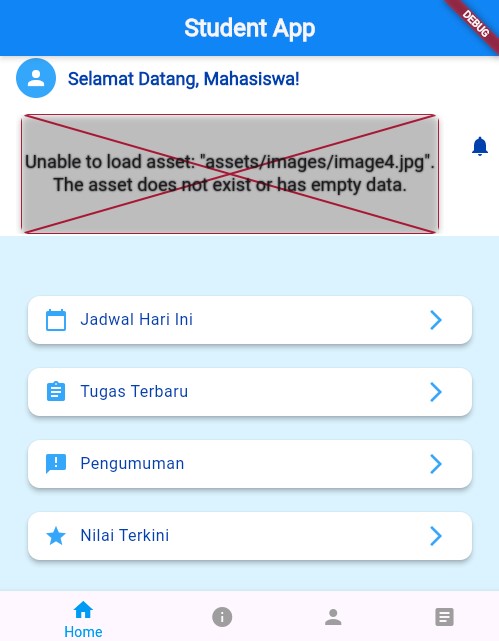 Student App
DEBUG
Selamat Datang, Mahasiswa!
Unable to load asset: "assets/images/image4.jpg".
The asset does not exist or has empty data.
Jadwal Hari Ini
Tugas Terbaru
Pengumuman
Nilai Terkini
Home